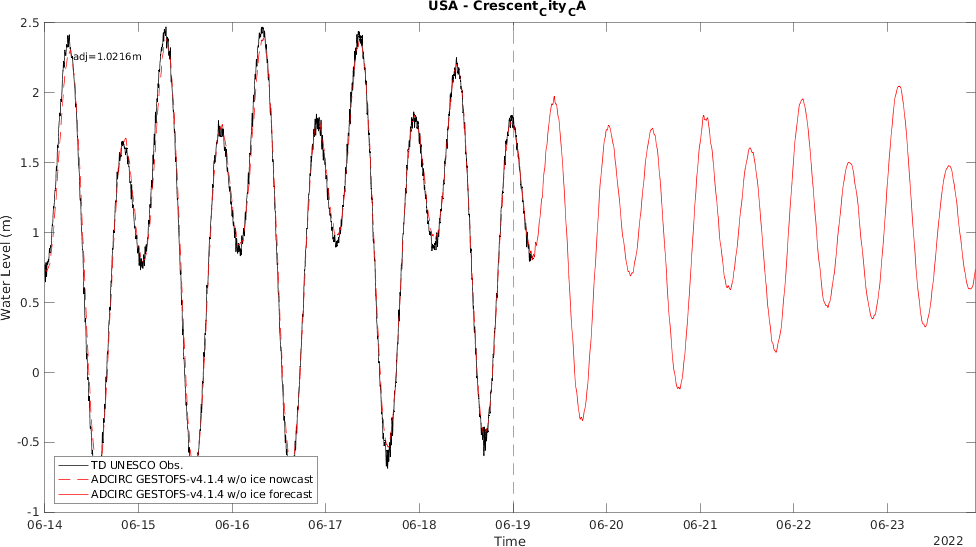 USA - Crescent_City_CA
adj=1.0216m
Water Level (m)
2.5
2
1.5
1
0.5
0
-0.5
-1
TD UNESCO Obs.
ADCIRC GESTOFS-v4.1.4 w/o ice nowcast
ADCIRC GESTOFS-v4.1.4 w/o ice forecast
06-14 06-15 06-16 06-17 06-18 06-19 06-20 06-21 06-22 06-23
Time
2022